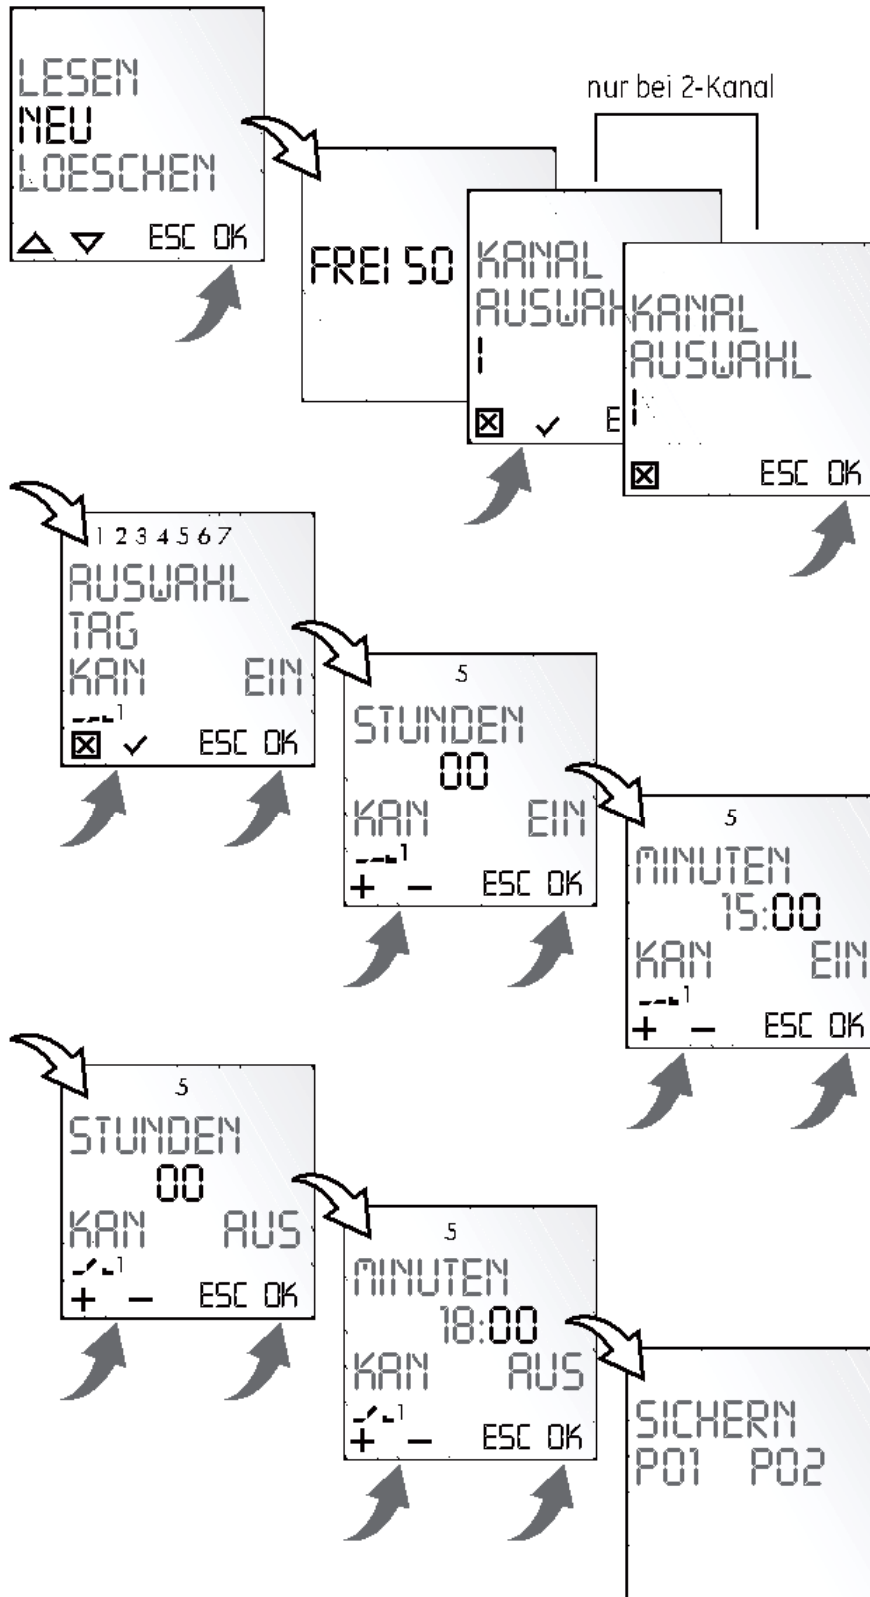 LESEN
NEU
LOESCHEN
ESC OK
nur bei 2-Kanal
FREI 50
KANAL
AUSWAH
1
E
KANAL
AUSWAHL
1
ESC OK
1 2 3 4 5 6 7
AUSWAHL
TAG
KAN EIN
1
ESC OK
5
STUNDEN
00
KAN EIN
1
+ − ESC OK
5
MINUTEN
15:00
KAN EIN
1
+ − ESC OK
5
STUNDEN
00
KAN AUS
1
+ − ESC OK
5
MINUTEN
18:00
KAN AUS
1
+ − ESC OK
SICHERN
P01 P02